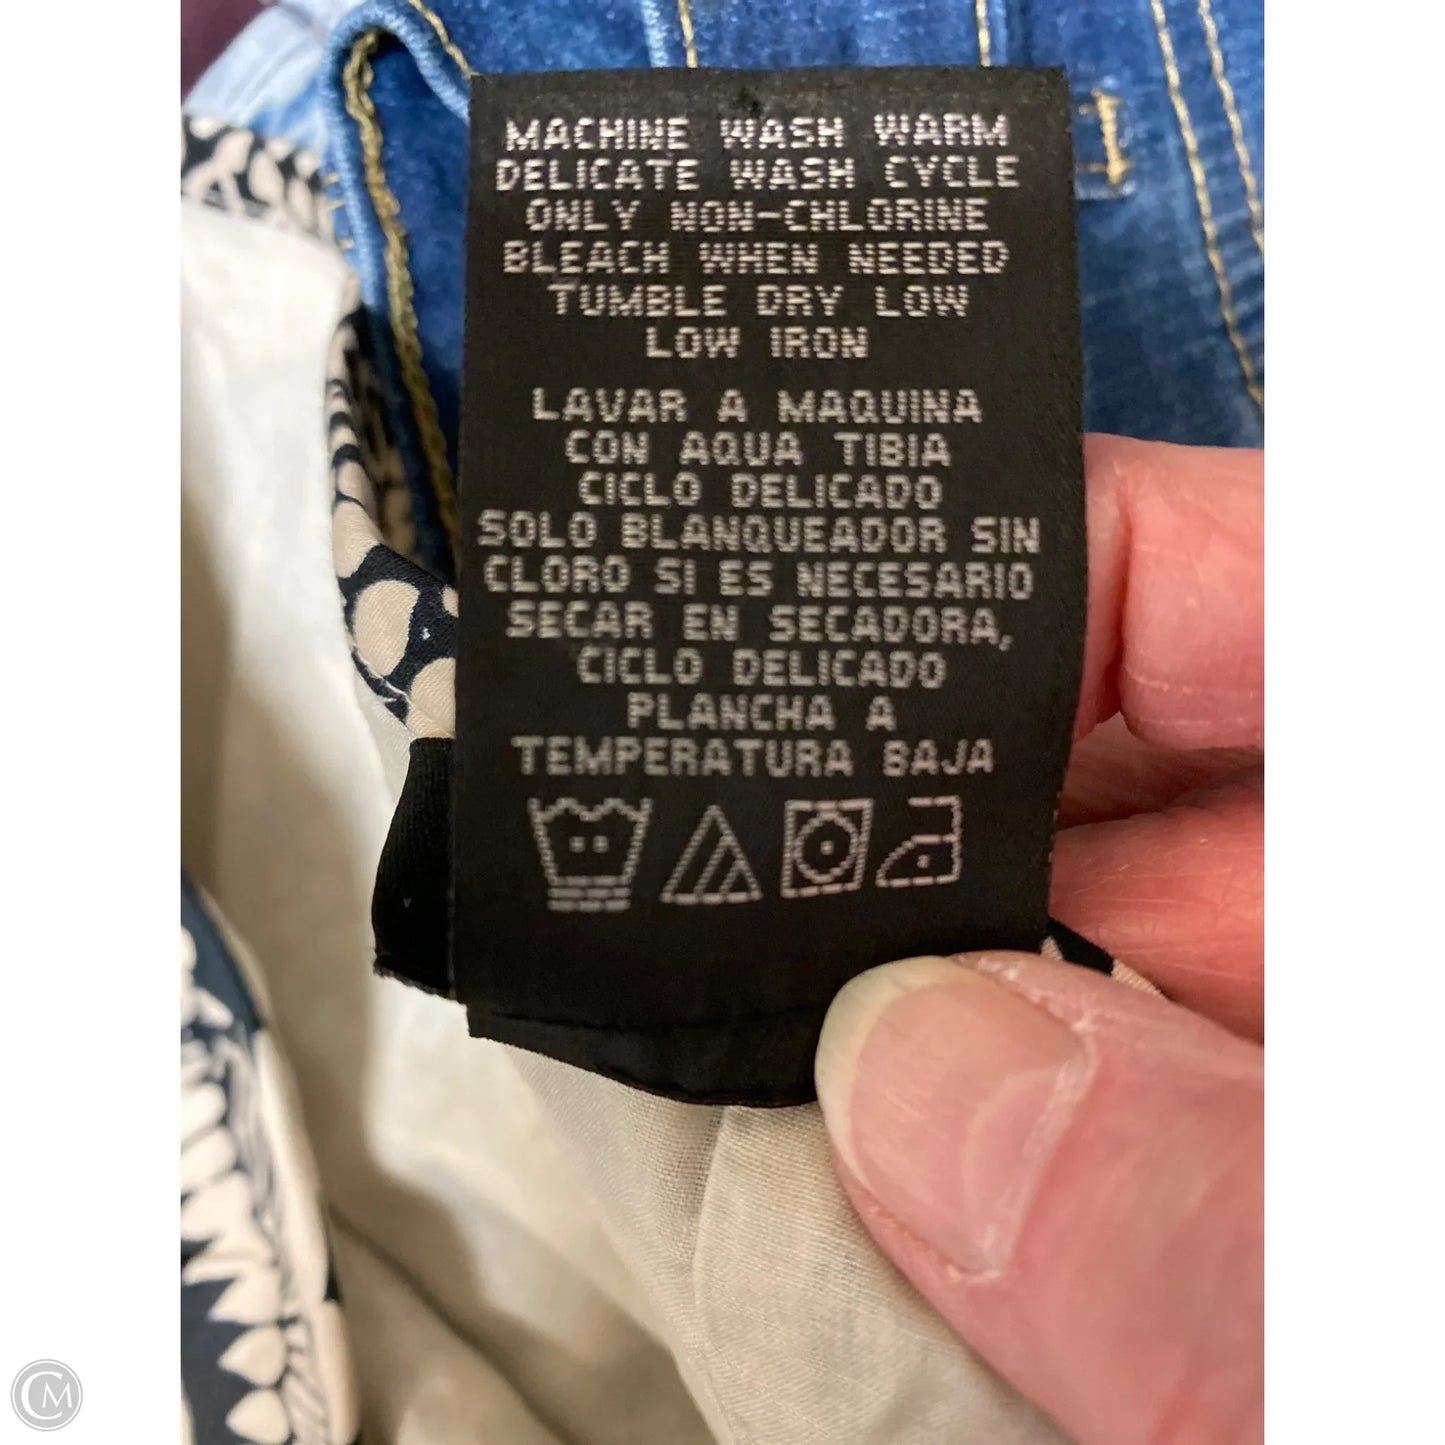 MACHINE WASH WARM
DELICATE WASH CYCLE
ONLY NON-CHLORINE
BLEACH WHEN NEEDED
TUMBLE DRY LOW
LOW IRON
LAVAR A MAQUINA
CON AQUA TIBIA
CICLO DELICADO
SOLO BLANQUEADOR SIN
CLORO SI ES NECESARIO
SECAR EN SECADORA,
CICLO DELICADO
PLANCHA A
TEMPERATURA BAJA
CM